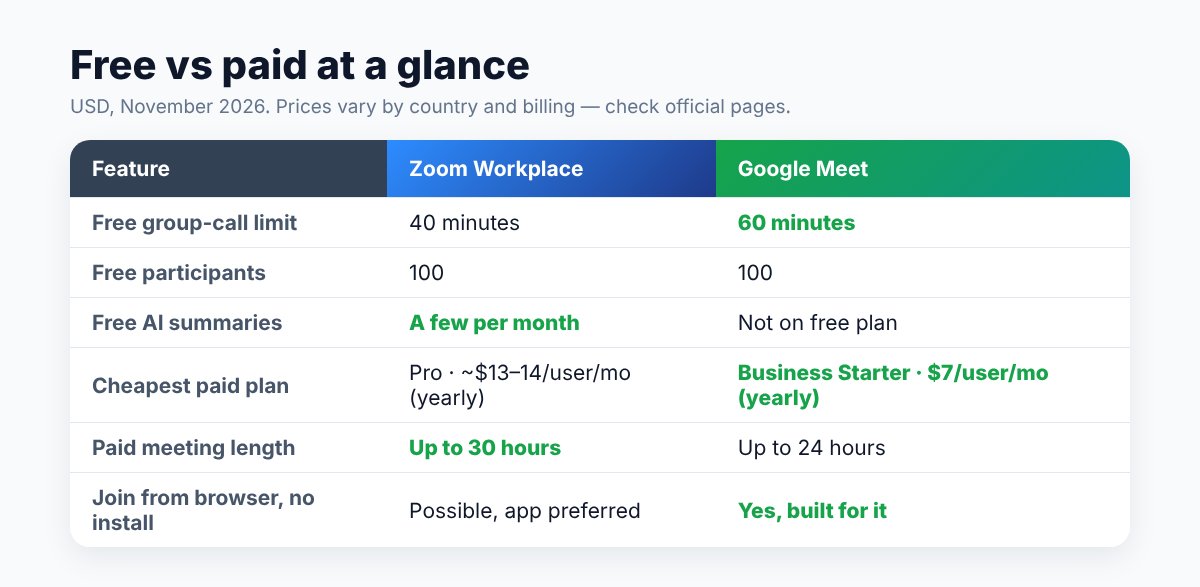 Free vs paid at a glance
USD, November 2026. Prices vary by country and billing — check official pages.
Feature Zoom Workplace Google Meet
Free group-call limit 40 minutes 60 minutes
Free participants 100 100
Free AI summaries A few per month Not on free plan
Cheapest paid plan Pro · ~$13–14/user/mo (yearly) Business Starter · $7/user/mo (yearly)
Paid meeting length Up to 30 hours Up to 24 hours
Join from browser, no install Possible, app preferred Yes, built for it